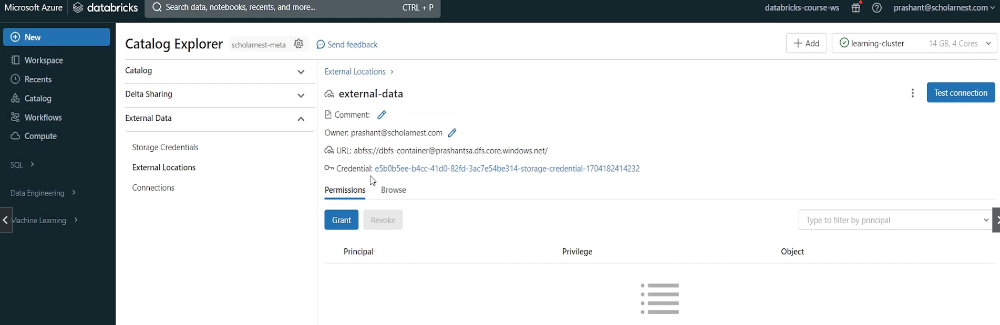 Microsoft Azure databricks Search data, notebooks, recents, and more... CTRL + P databricks-course-ws prashant@scholarnest.com
New
Workspace
Recents
Catalog
Workflows
Compute
SQL
Data Engineering
Machine Learning
Catalog Explorer scholarnest-meta Send feedback + Add learning-cluster 14 GB, 4 Cores
Catalog
Delta Sharing
External Data
Storage Credentials
External Locations
Connections
External Locations >
external-data Test connection
Comment:
Owner: prashant@scholarnest.com
URL: abfss://dbfs-container@prashantsa.dfs.core.windows.net/
Credential: e5b0b5ee-b4cc-41d0-82fd-3ac7e54be314-storage-credential-1704182414232
Permissions Browse
Grant Revoke Type to filter by principal
Principal Privilege Object